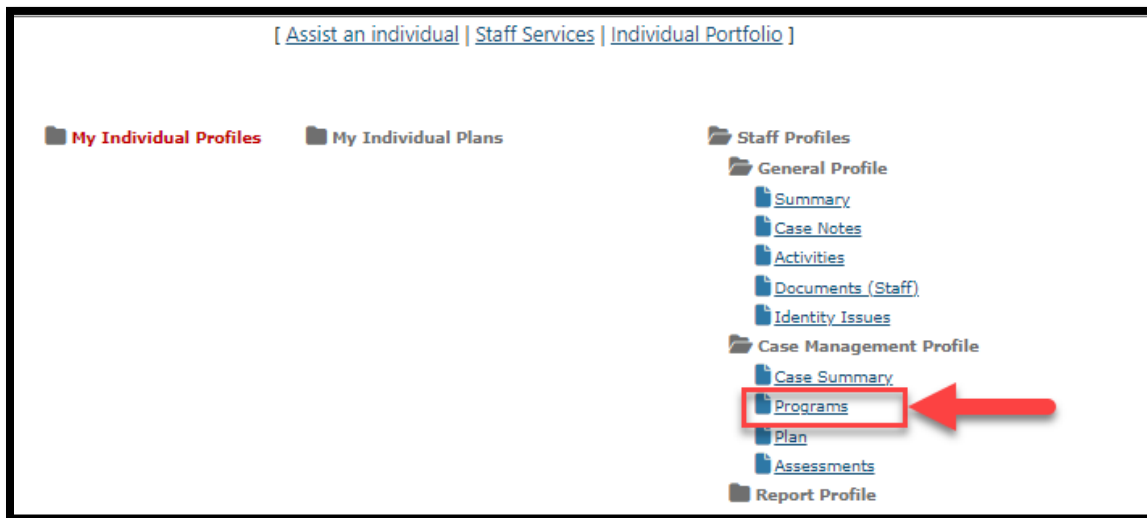 [ Assist an individual | Staff Services | Individual Portfolio ]
My Individual Profiles
My Individual Plans
Staff Profiles
General Profile
Summary
Case Notes
Activities
Documents (Staff)
Identity Issues
Case Management Profile
Case Summary
Programs
Plan
Assessments
Report Profile